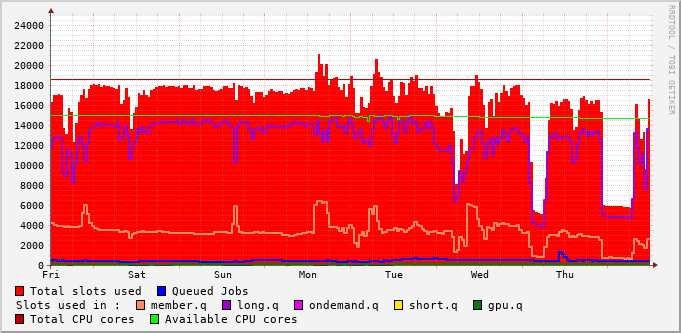 RRDTOOL / TOBI OETIKER
24000
22000
20000
18000
16000
14000
12000
10000
8000
6000
4000
2000
0
Fri Sat Sun Mon Tue Wed Thu
Total slots used Queued Jobs
Slots used in : member.q long.q ondemand.q short.q gpu.q
Total CPU cores Available CPU cores